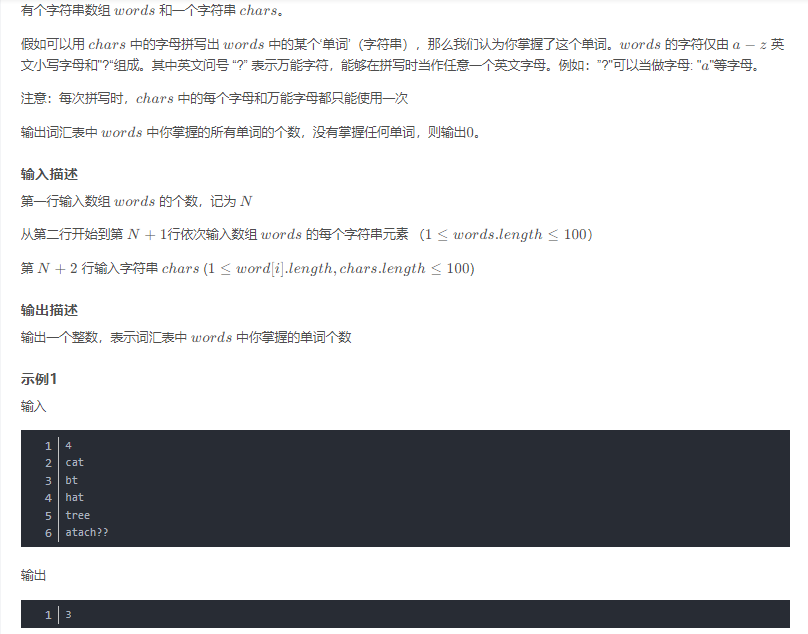 有个字符串数组 words 和一个字符串 chars。
假如可以用 chars 中的字母拼写出 words 中的某个‘单词’（字符串），那么我们认为你掌握了这个单词。words 的字符仅由 a − z 英
文小写字母和"?“组成。其中英文问号 “?” 表示万能字符，能够在拼写时当作任意一个英文字母。例如："?"可以当做字母: "a"等字母。
注意：每次拼写时，chars 中的每个字母和万能字母都只能使用一次
输出词汇表中 words 中你掌握的所有单词的个数，没有掌握任何单词，则输出0。
输入描述
第一行输入数组 words 的个数，记为 N
从第二行开始到第 N + 1行依次输入数组 words 的每个字符串元素 （1 ≤ words.length ≤ 100）
第 N + 2 行输入字符串 chars (1 ≤ word[i].length, chars.length ≤ 100)
输出描述
输出一个整数，表示词汇表中 words 中你掌握的单词个数
示例1
输入
1 4
2 cat
3 bt
4 hat
5 tree
6 atach??
输出
1 3